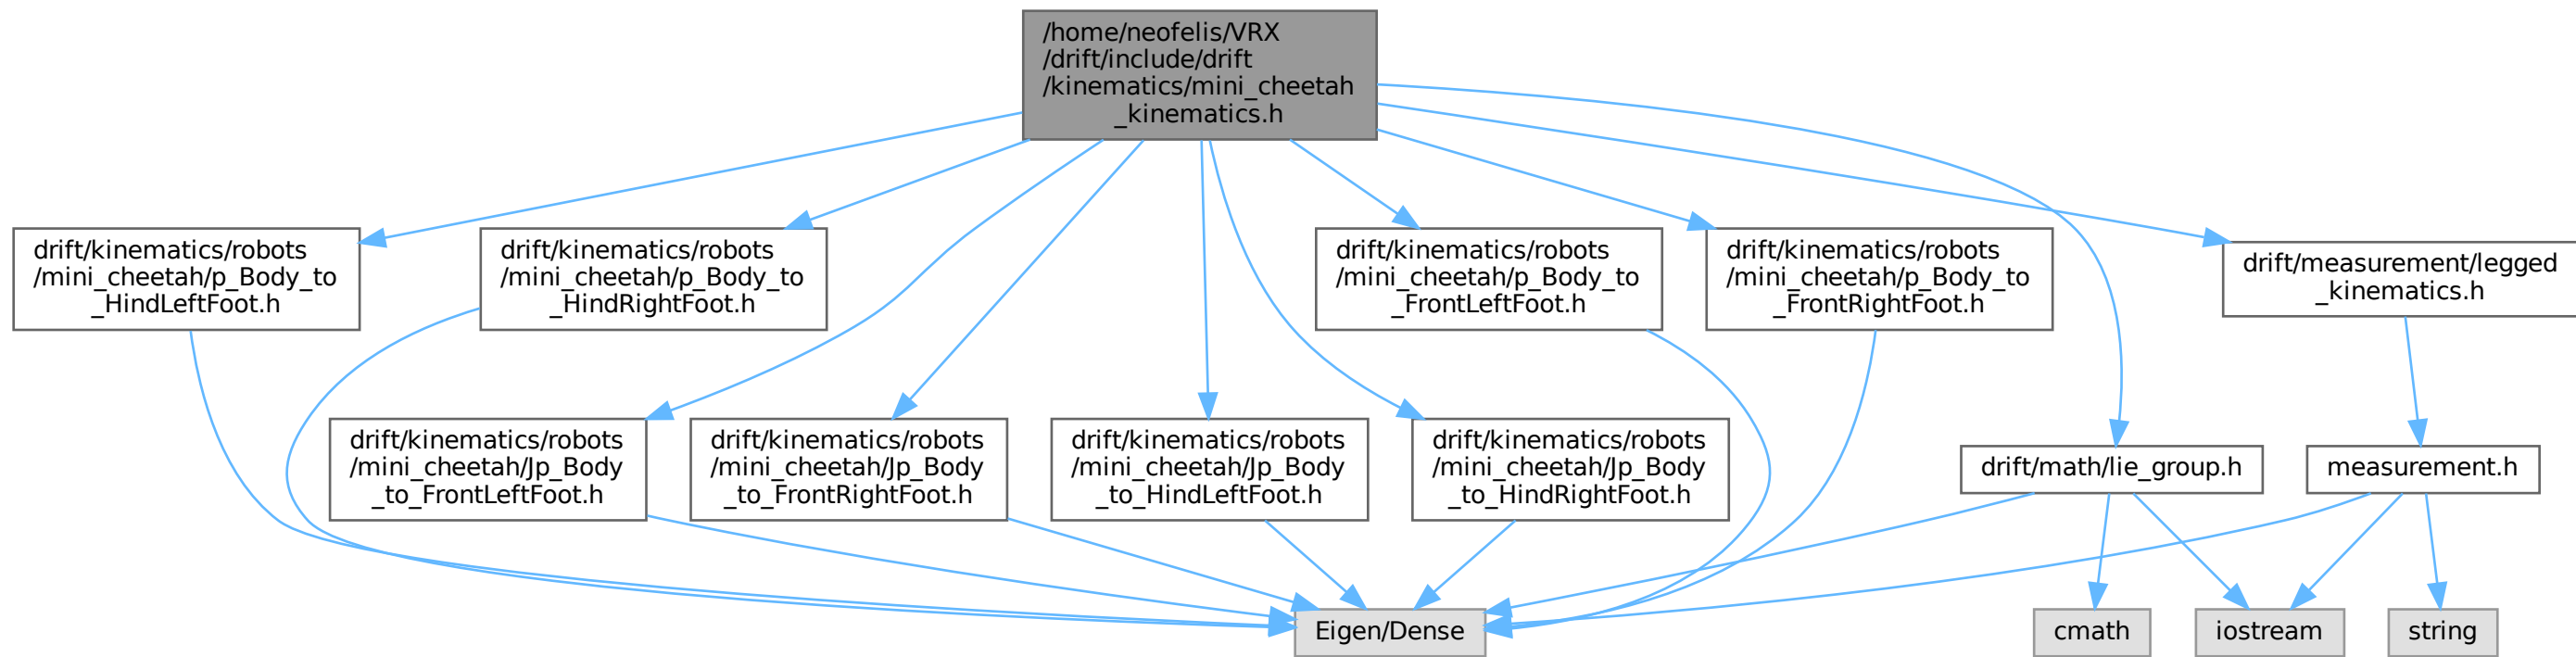 /home/neofelis/VRX
/drift/include/drift
/kinematics/mini_cheetah
_kinematics.h
drift/kinematics/robots
/mini_cheetah/p_Body_to
_HindLeftFoot.h
drift/kinematics/robots
/mini_cheetah/p_Body_to
_HindRightFoot.h
drift/kinematics/robots
/mini_cheetah/p_Body_to
_FrontLeftFoot.h
drift/kinematics/robots
/mini_cheetah/p_Body_to
_FrontRightFoot.h
drift/measurement/legged
_kinematics.h
drift/kinematics/robots
/mini_cheetah/Jp_Body
_to_FrontLeftFoot.h
drift/kinematics/robots
/mini_cheetah/Jp_Body
_to_FrontRightFoot.h
drift/kinematics/robots
/mini_cheetah/Jp_Body
_to_HindLeftFoot.h
drift/kinematics/robots
/mini_cheetah/Jp_Body
_to_HindRightFoot.h
drift/math/lie_group.h
measurement.h
Eigen/Dense
cmath
iostream
string